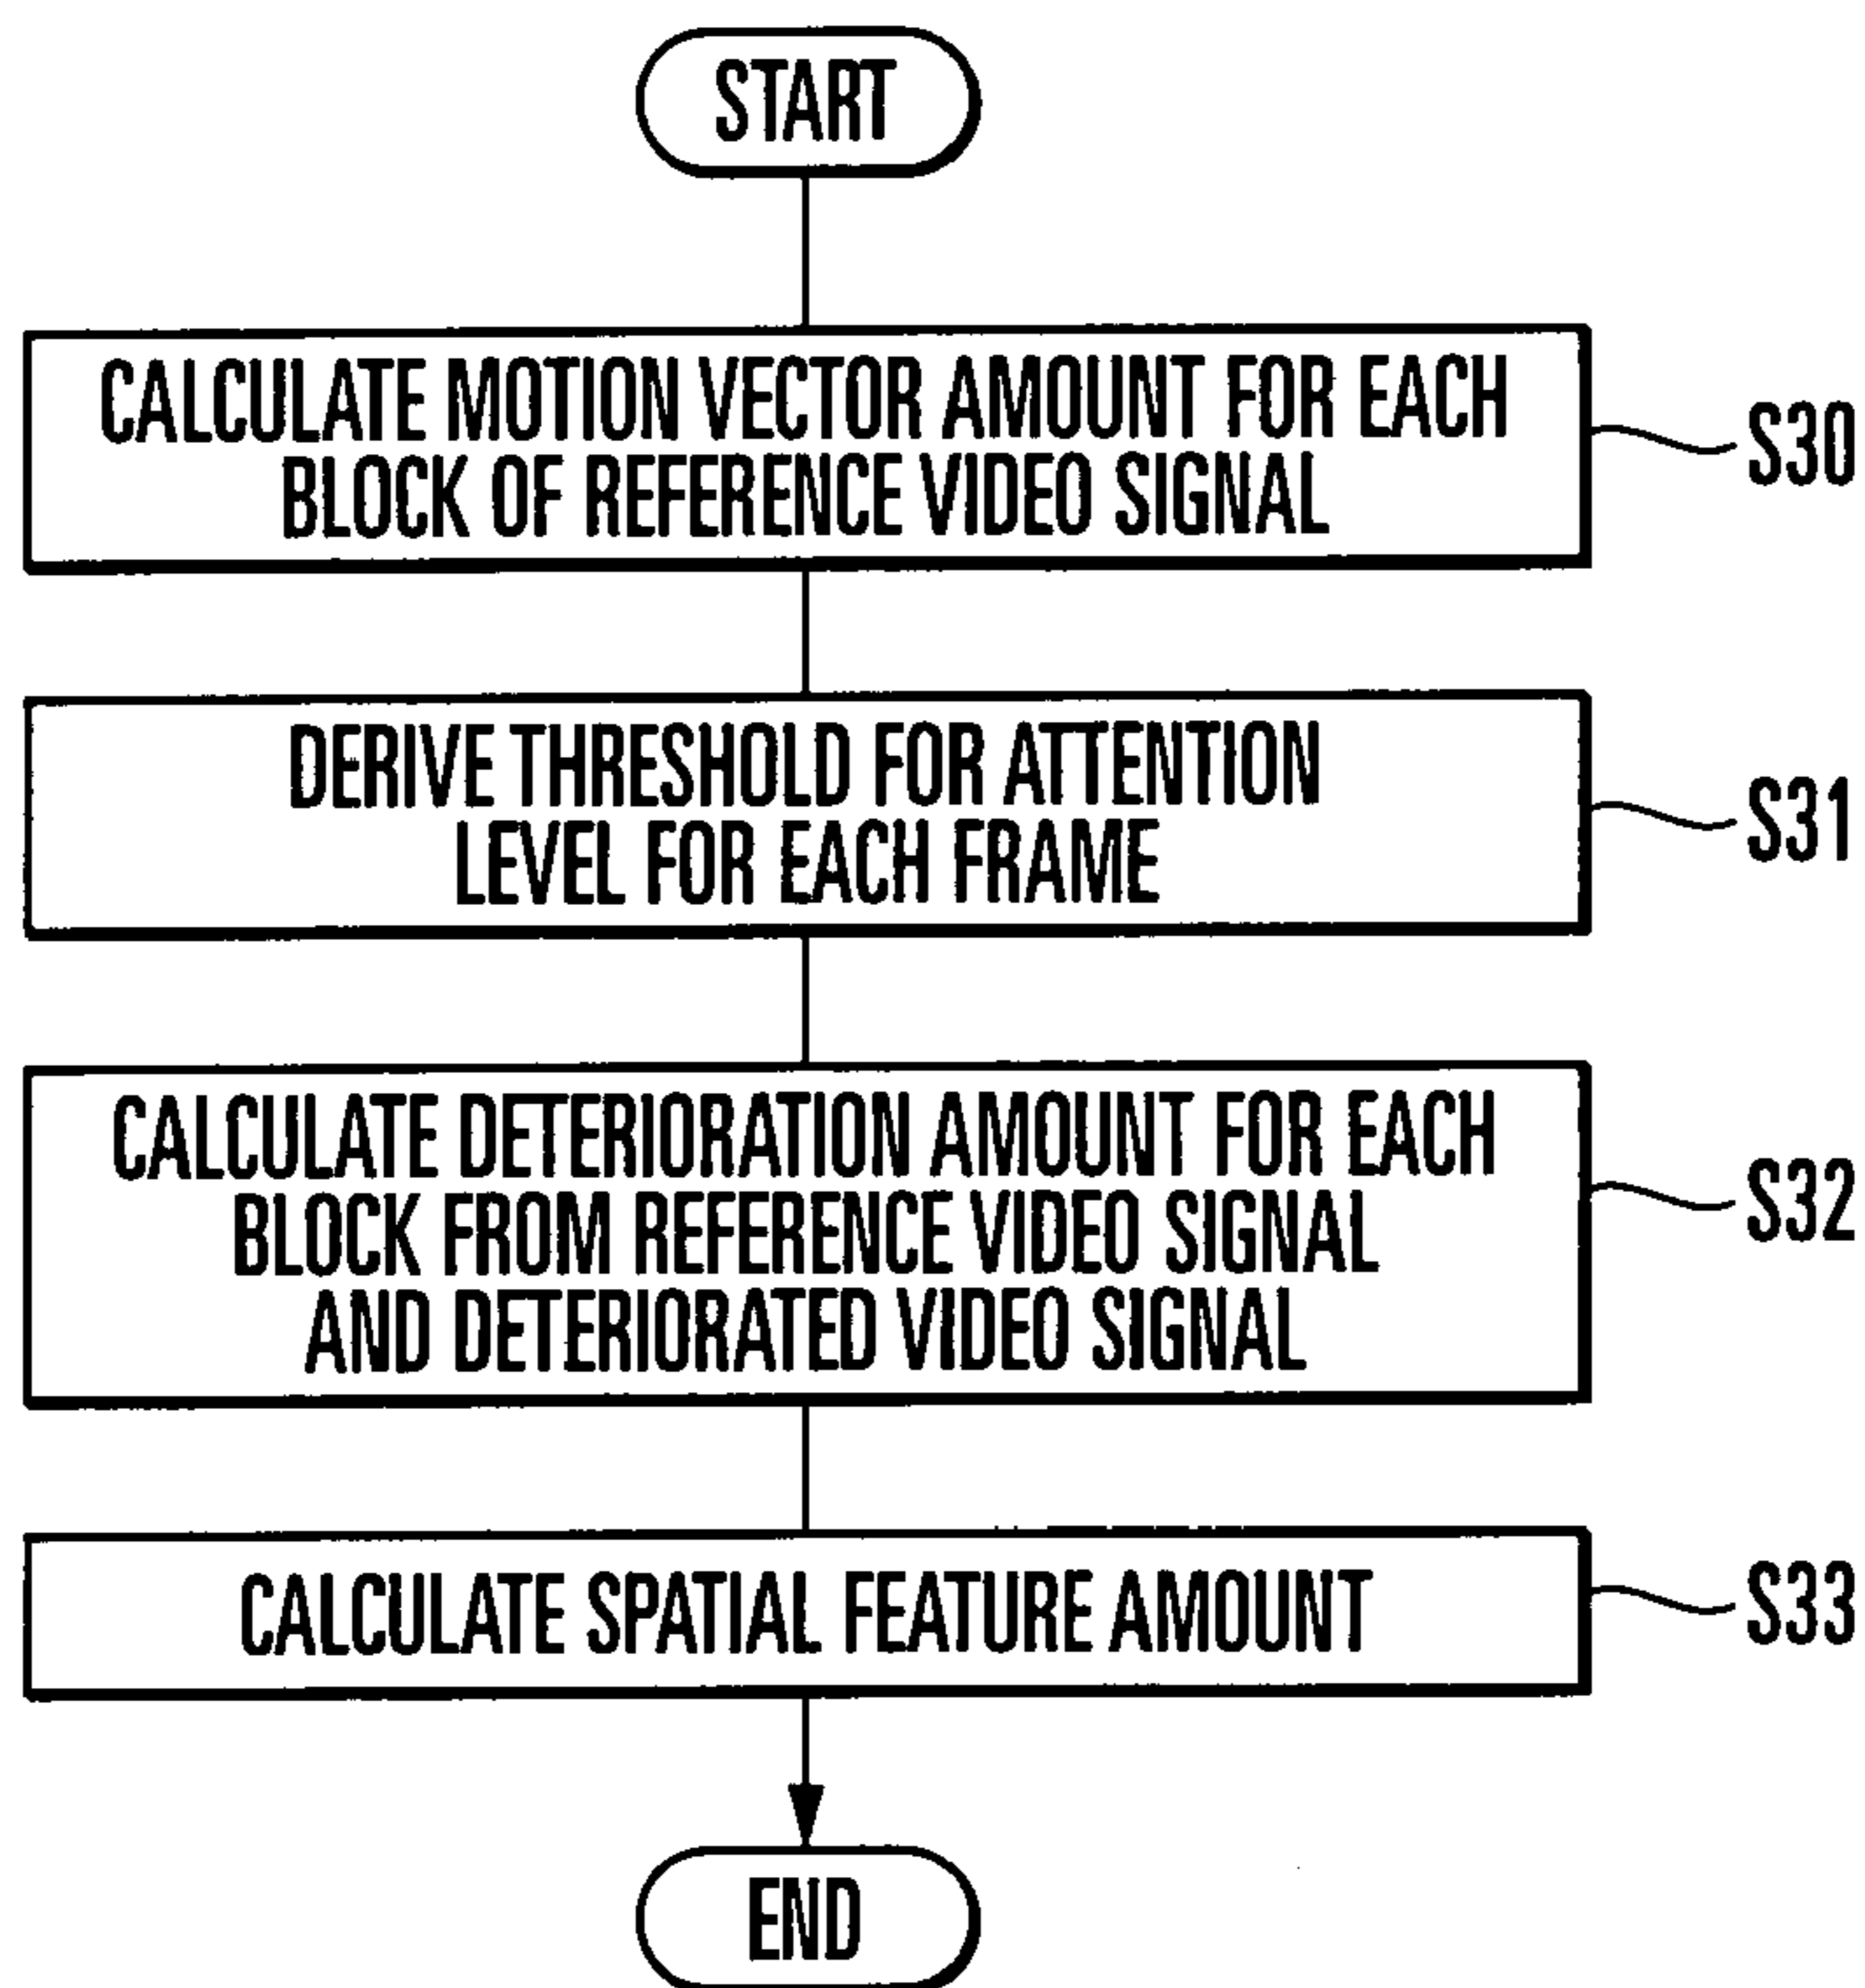 START
CALCULATE MOTION VECTOR AMOUNT FOR EACH
BLOCK OF REFERENCE VIDEO SIGNAL
S30
DERIVE THRESHOLD FOR ATTENTION
LEVEL FOR EACH FRAME
S31
CALCULATE DETERIORATION AMOUNT FOR EACH
BLOCK FROM REFERENCE VIDEO SIGNAL
AND DETERIORATED VIDEO SIGNAL
S32
CALCULATE SPATIAL FEATURE AMOUNT
S33
END